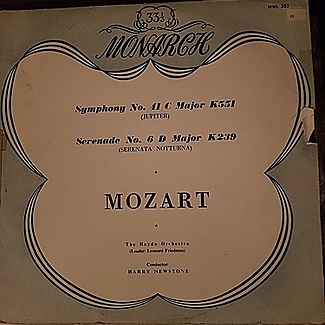 MWL 322
33⅓
MONARCH
Symphony No. 41 C Major K551
(JUPITER)
Serenade No. 6 D Major K239
(SERENATA NOTTURNA)
MOZART
The Haydn Orchestra
(Leader: Leonard Friedman)
Conductor:
HARRY NEWSTONE